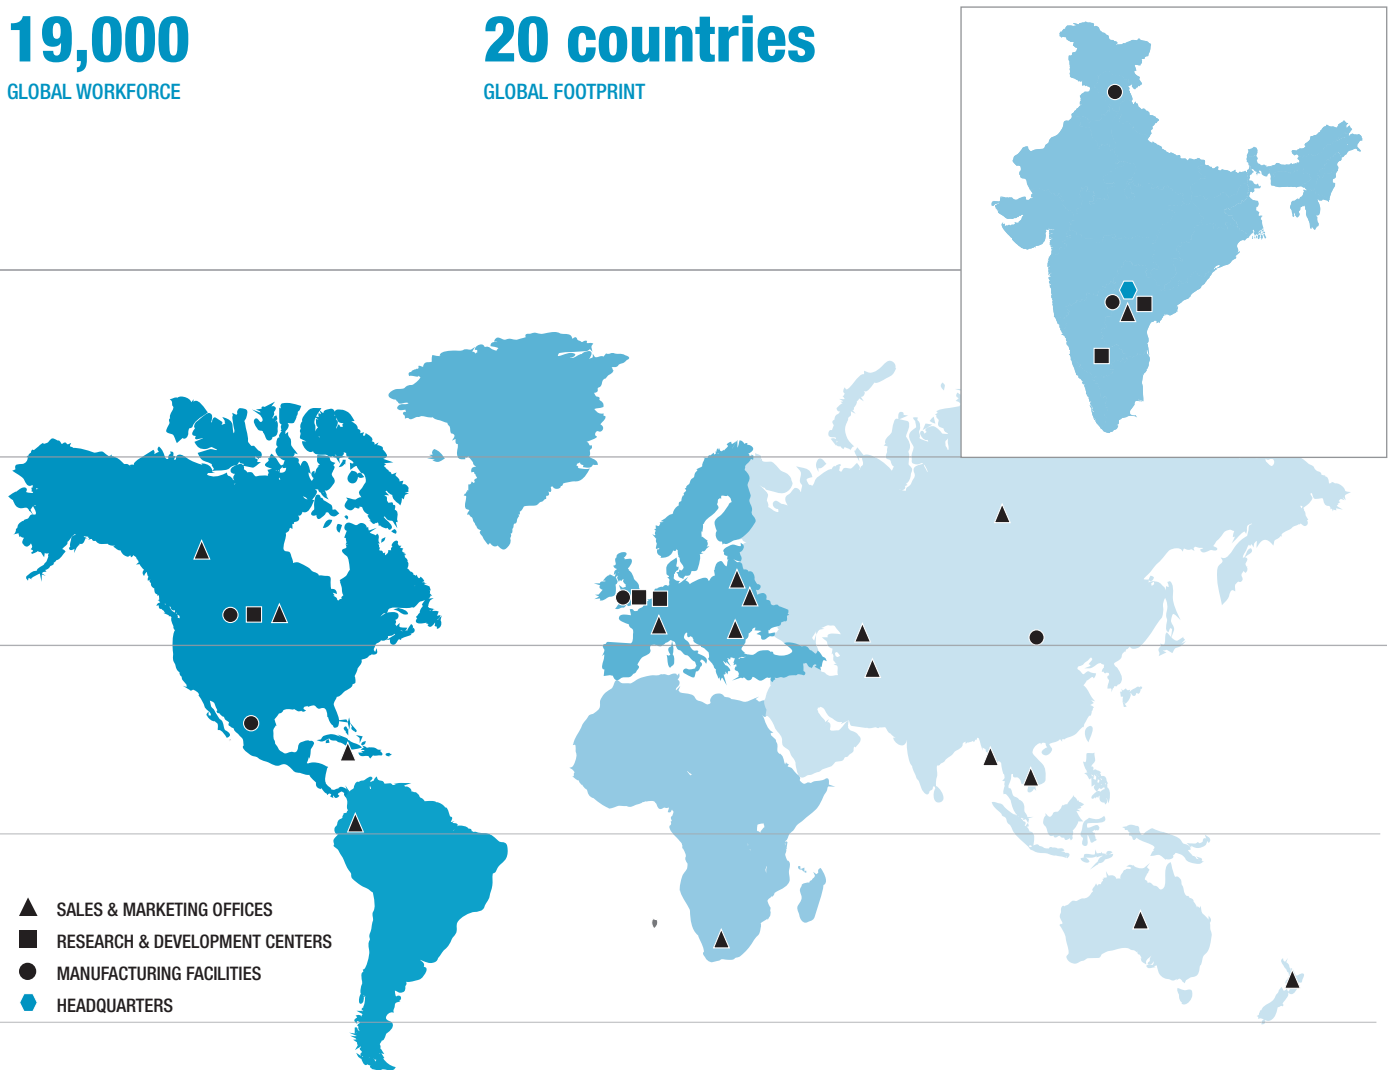 19,000
GLOBAL WORKFORCE
20 countries
GLOBAL FOOTPRINT
SALES & MARKETING OFFICES
RESEARCH & DEVELOPMENT CENTERS
MANUFACTURING FACILITIES
HEADQUARTERS